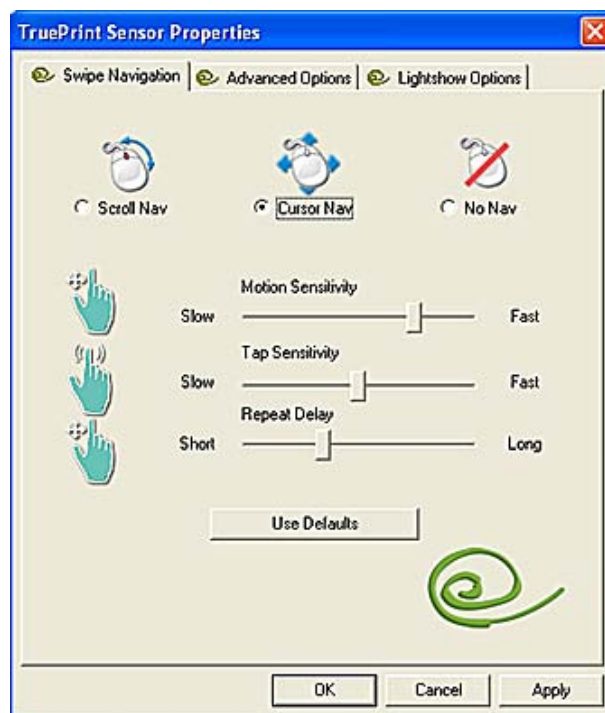 TruePrint Sensor Properties
Swipe Navigation Advanced Options Lightshow Options
Scroll Nav Cursor Nav No Nav
Motion Sensitivity
Slow Fast
Tap Sensitivity
Slow Fast
Repeat Delay
Short Long
Use Defaults
OK Cancel Apply